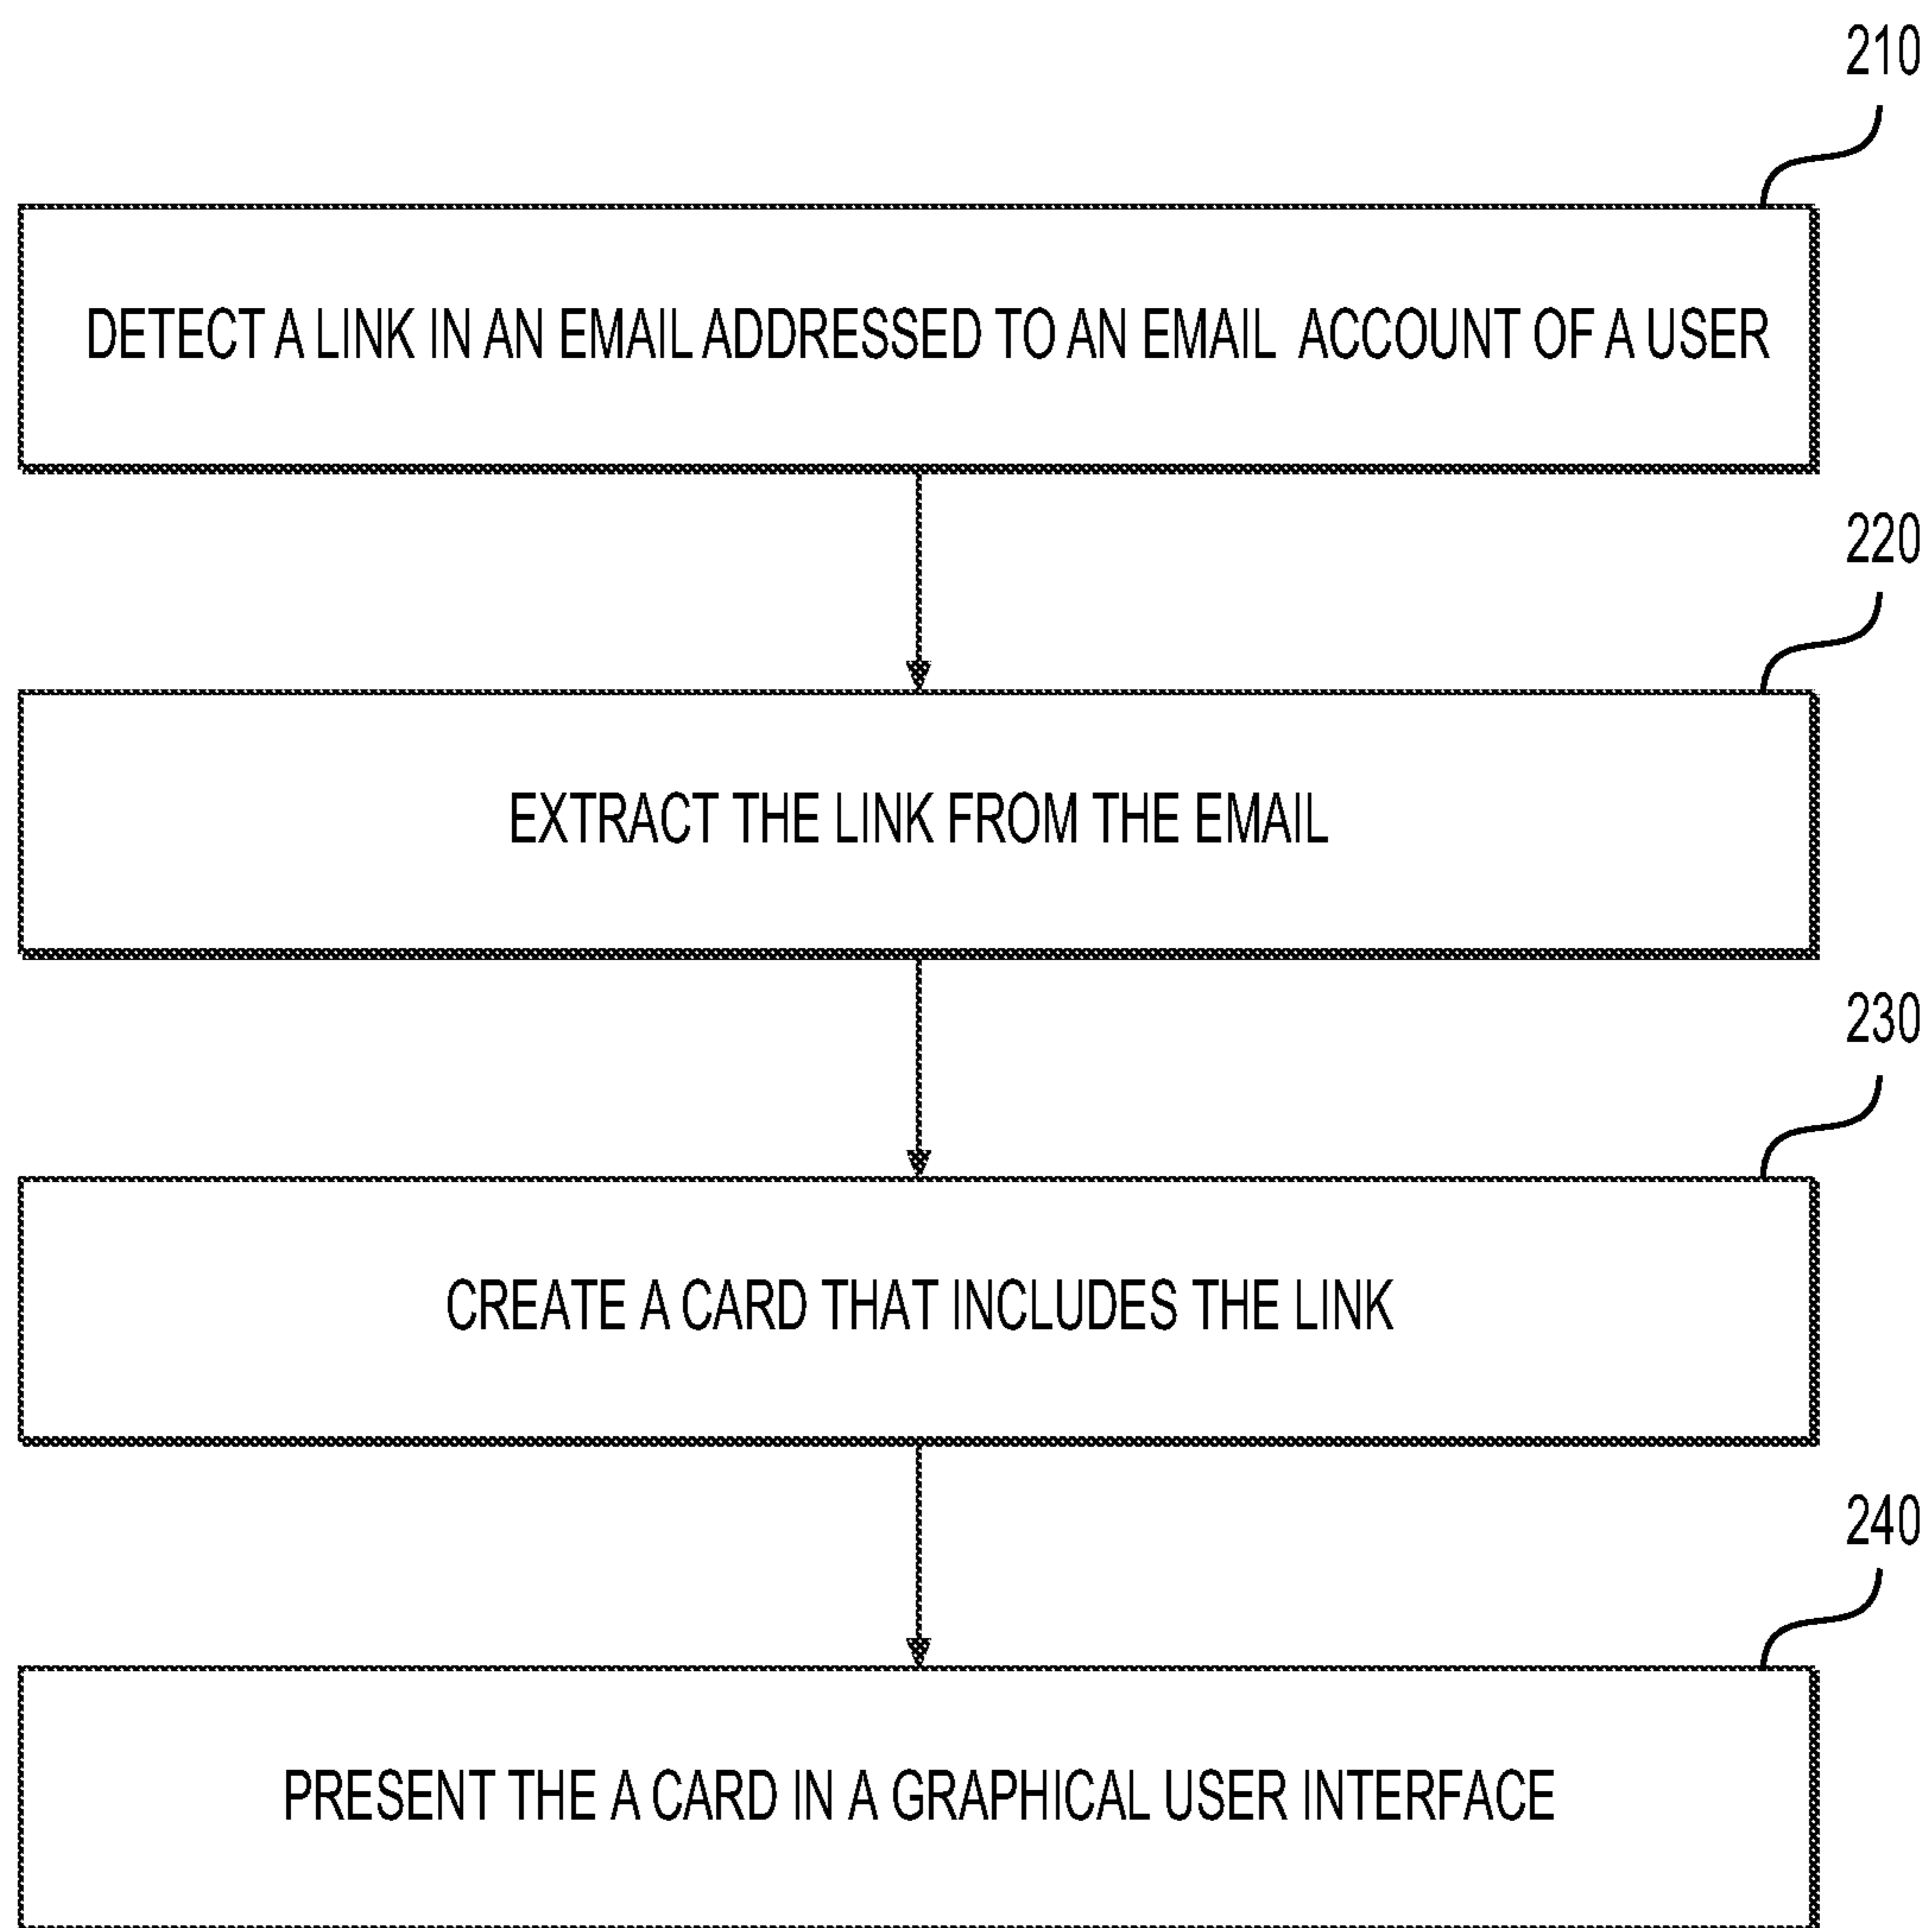 210
DETECT A LINK IN AN EMAIL ADDRESSED TO AN EMAIL ACCOUNT OF A USER
220
EXTRACT THE LINK FROM THE EMAIL
230
CREATE A CARD THAT INCLUDES THE LINK
240
PRESENT THE A CARD IN A GRAPHICAL USER INTERFACE